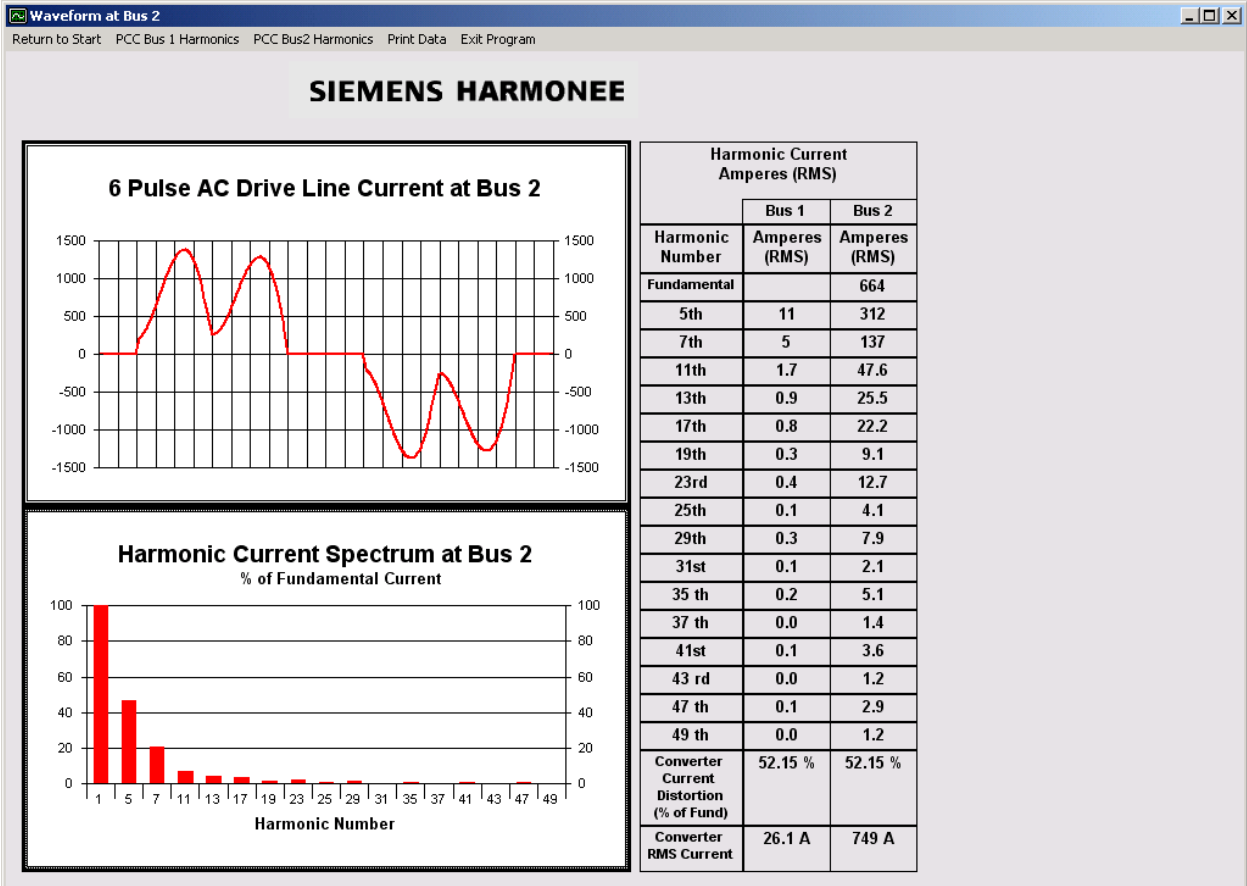 Waveform at Bus 2
Return to Start PCC Bus 1 Harmonics PCC Bus2 Harmonics Print Data Exit Program
SIEMENS HARMONEE
6 Pulse AC Drive Line Current at Bus 2
1500 1500
1000 1000
500 500
0 0
-500 -500
-1000 -1000
-1500 -1500
Harmonic Current Spectrum at Bus 2
% of Fundamental Current
100 100
80 80
60 60
40 40
20 20
0 0
1 5 7 11 13 17 19 23 25 29 31 35 37 41 43 47 49
Harmonic Number
Harmonic Current
Amperes (RMS)
Bus 1 Bus 2
Harmonic Amperes Amperes
Number (RMS) (RMS)
Fundamental 664
5th 11 312
7th 5 137
11th 1.7 47.6
13th 0.9 25.5
17th 0.8 22.2
19th 0.3 9.1
23rd 0.4 12.7
25th 0.1 4.1
29th 0.3 7.9
31st 0.1 2.1
35 th 0.2 5.1
37 th 0.0 1.4
41st 0.1 3.6
43 rd 0.0 1.2
47 th 0.1 2.9
49 th 0.0 1.2
Converter 52.15 % 52.15 %
Current
Distortion
(% of Fund)
Converter 26.1 A 749 A
RMS Current